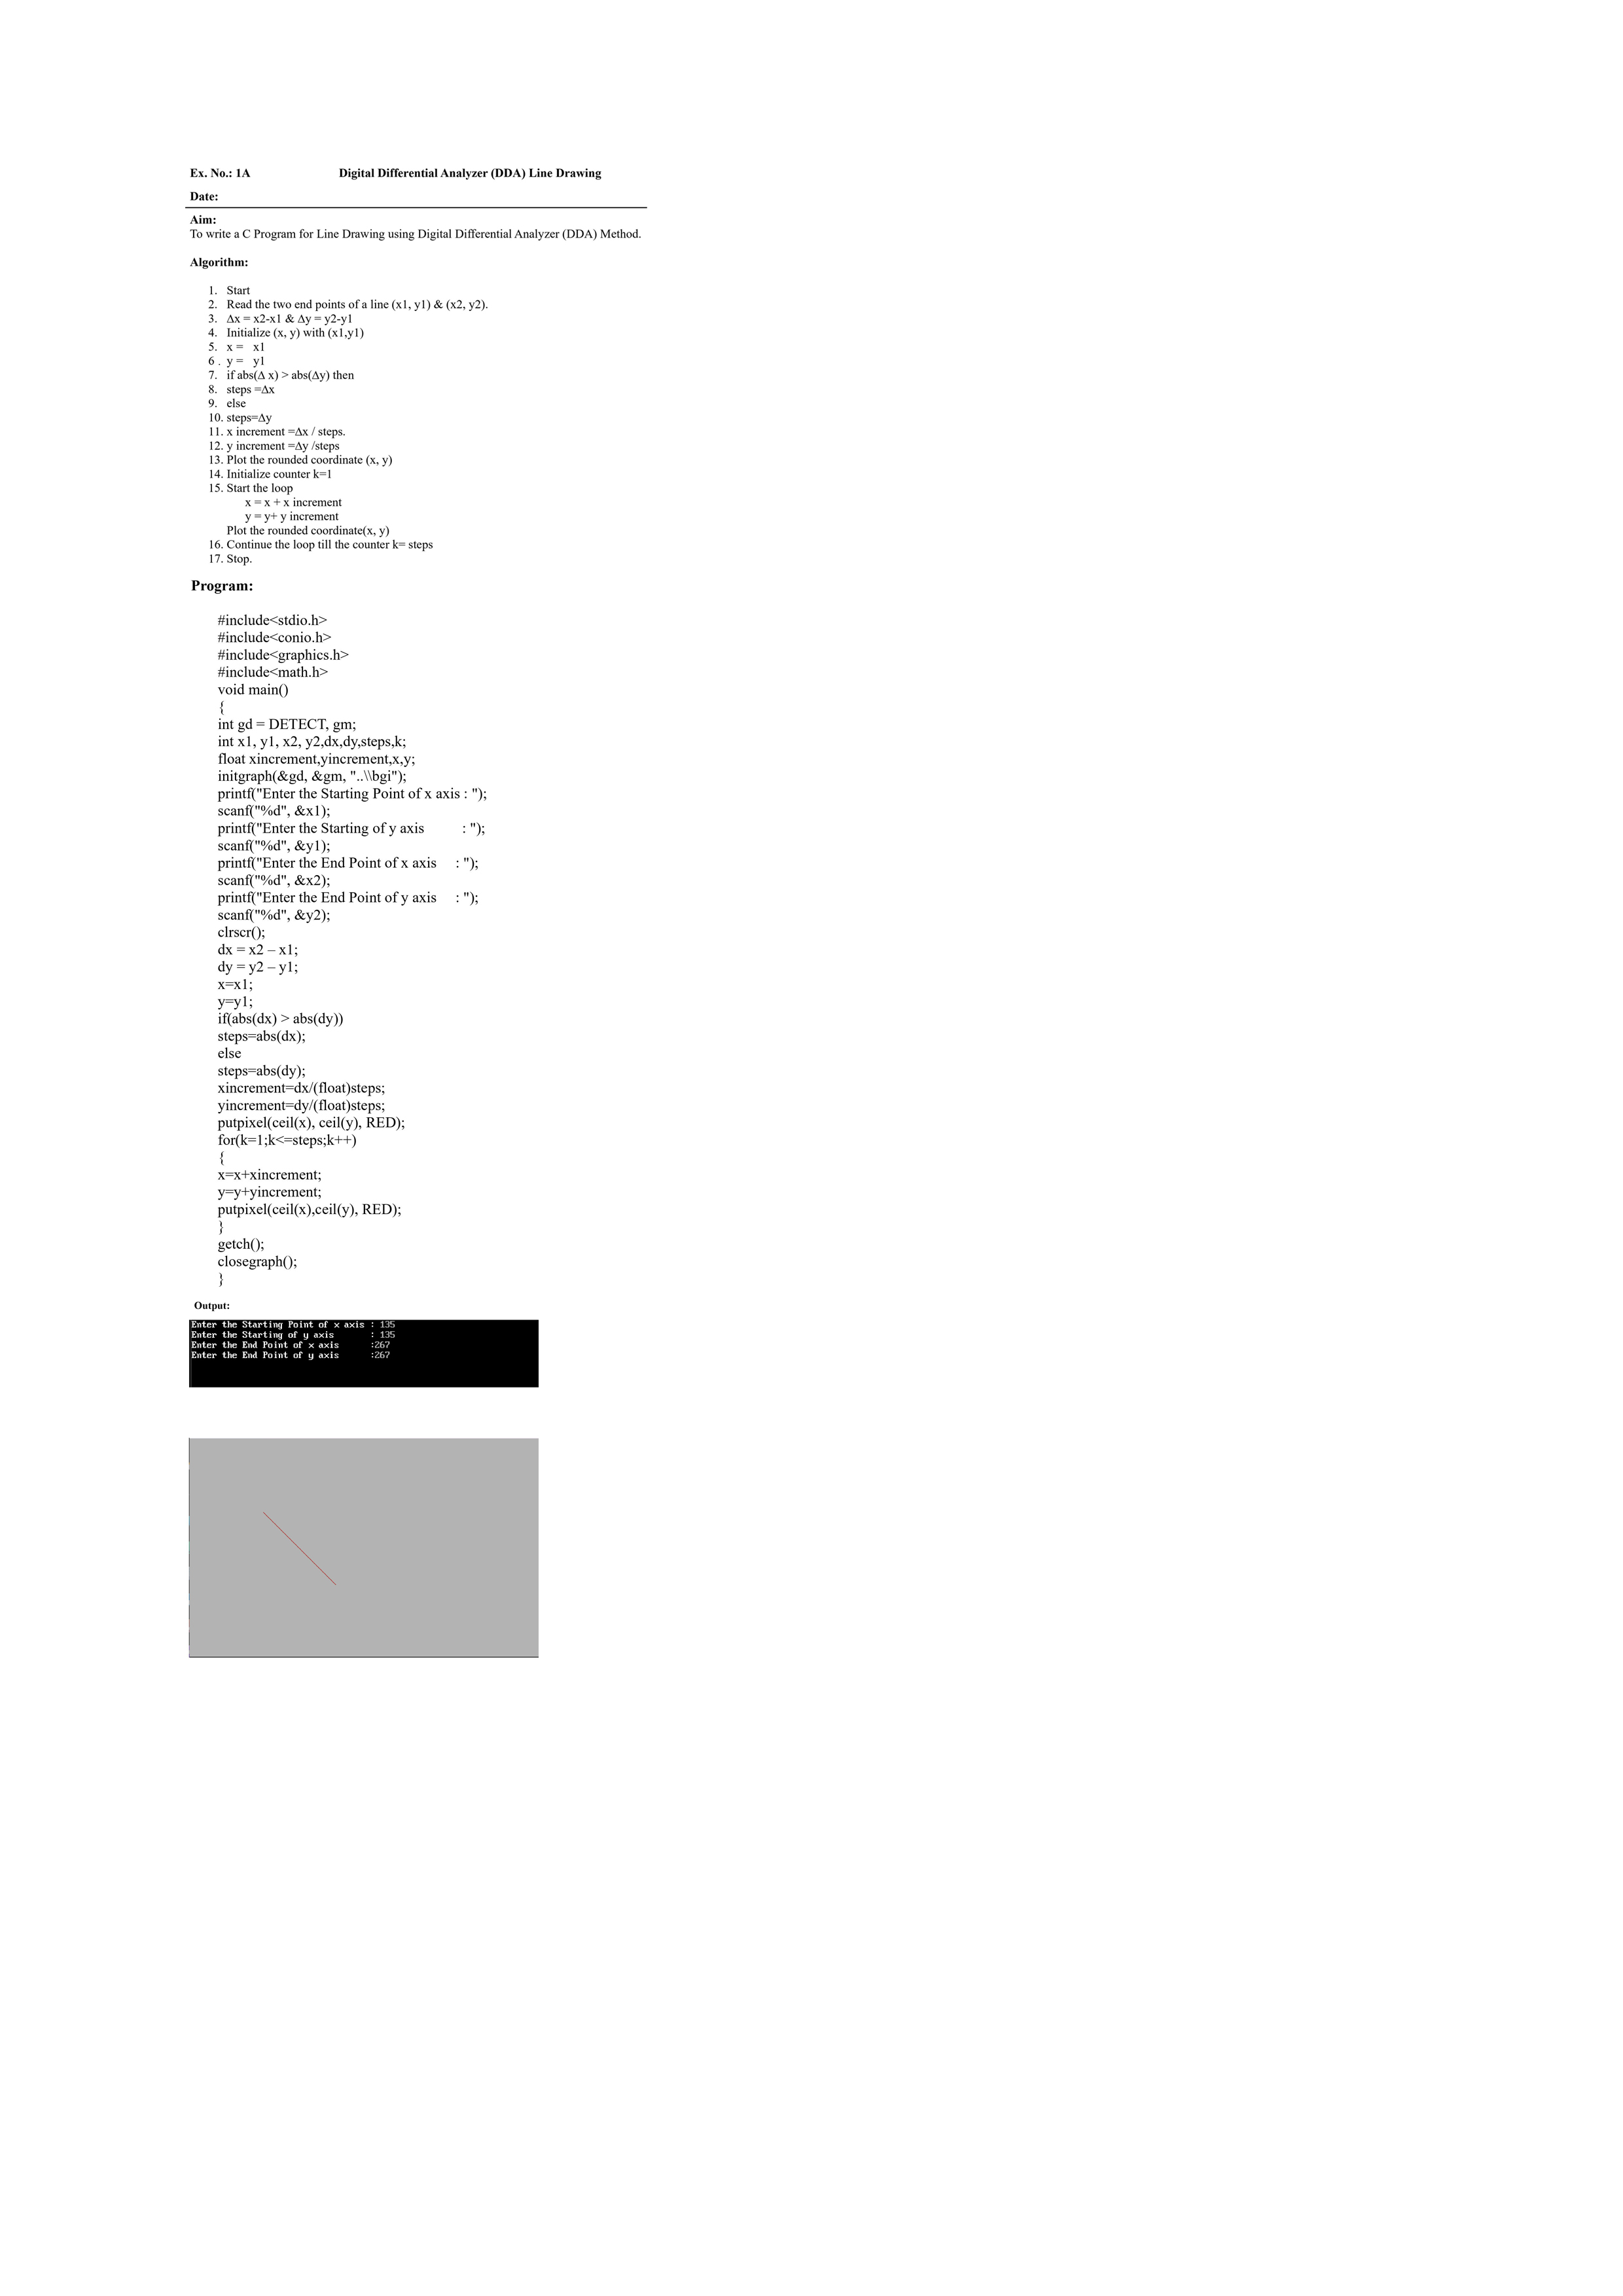 Ex. No.: 1A Digital Differential Analyzer (DDA) Line Drawing
Date:
Aim:
To write a C Program for Line Drawing using Digital Differential Analyzer (DDA) Method.
Algorithm:
1. Start
2. Read the two end points of a line (x1, y1) & (x2, y2).
3. Δx = x2-x1 & Δy = y2-y1
4. Initialize (x, y) with (x1,y1)
5. x = x1
6 . y = y1
7. if abs(Δ x) > abs(Δy) then
8. steps =Δx
9. else
10. steps=Δy
11. x increment =Δx / steps.
12. y increment =Δy /steps
13. Plot the rounded coordinate (x, y)
14. Initialize counter k=1
15. Start the loop
x = x + x increment
y = y+ y increment
Plot the rounded coordinate(x, y)
16. Continue the loop till the counter k= steps
17. Stop.
Program:
#include<stdio.h>
#include<conio.h>
#include<graphics.h>
#include<math.h>
void main()
{
int gd = DETECT, gm;
int x1, y1, x2, y2,dx,dy,steps,k;
float xincrement,yincrement,x,y;
initgraph(&gd, &gm, "..\\bgi");
printf("Enter the Starting Point of x axis : ");
scanf("%d", &x1);
printf("Enter the Starting of y axis : ");
scanf("%d", &y1);
printf("Enter the End Point of x axis : ");
scanf("%d", &x2);
printf("Enter the End Point of y axis : ");
scanf("%d", &y2);
clrscr();
dx = x2 – x1;
dy = y2 – y1;
x=x1;
y=y1;
if(abs(dx) > abs(dy))
steps=abs(dx);
else
steps=abs(dy);
xincrement=dx/(float)steps;
yincrement=dy/(float)steps;
putpixel(ceil(x), ceil(y), RED);
for(k=1;k<=steps;k++)
{
x=x+xincrement;
y=y+yincrement;
putpixel(ceil(x),ceil(y), RED);
}
getch();
closegraph();
}
Output:
Enter the Starting Point of x axis : 135
Enter the Starting of y axis : 135
Enter the End Point of x axis :267
Enter the End Point of y axis :267